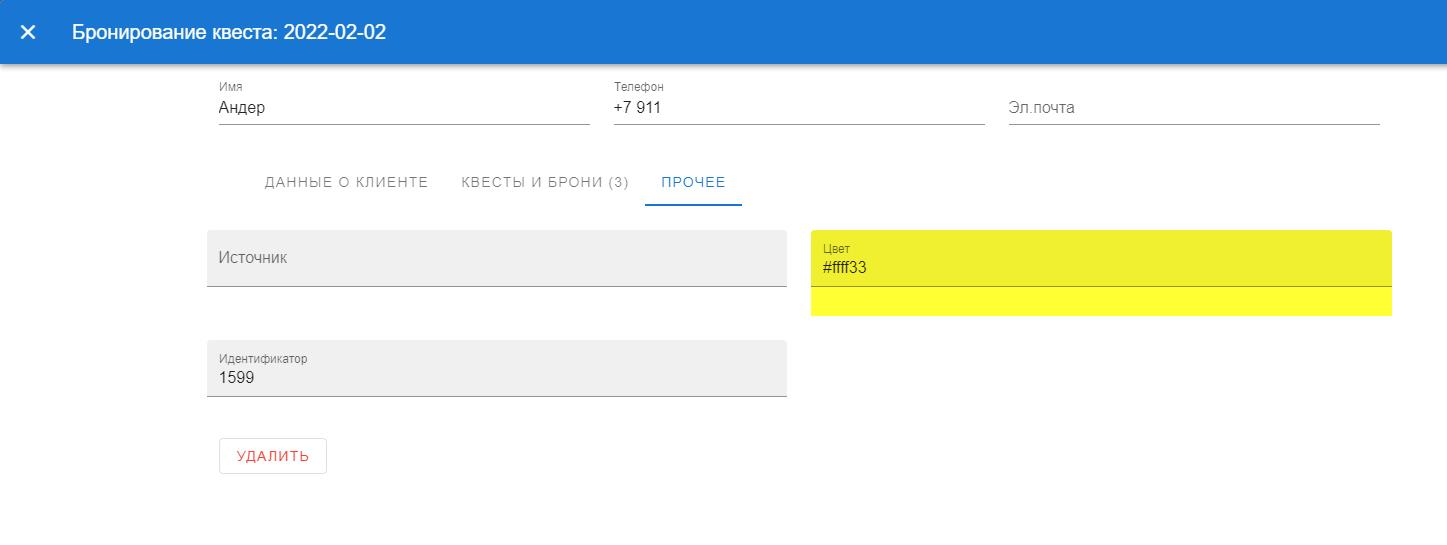 Бронирование квеста: 2022-02-02
Имя
Телефон
Андер
+7 911
Эл.почта
ДАННЫЕ О КЛИЕНТЕ
КВЕСТЫ И БРОНИ (3)
ПРОЧЕЕ
Источник
Цвет
#ffff33
Идентификатор
1599
УДАЛИТЬ